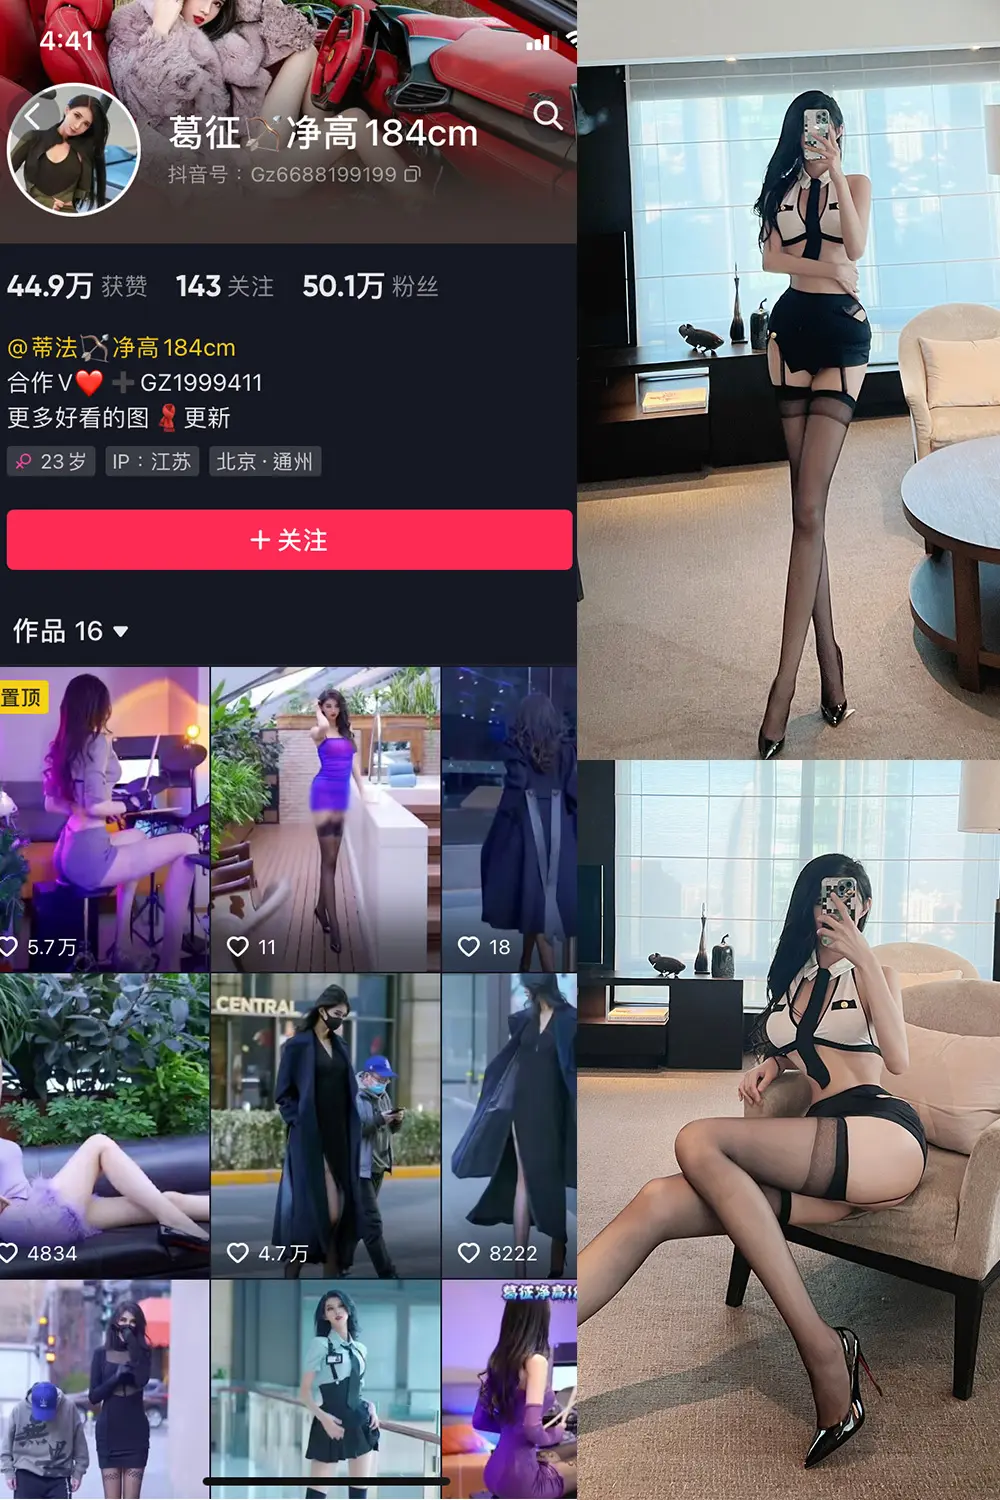 4:41
葛征🏹净高184cm
抖音号：Gz6688199199
44.9万 获赞 143 关注 50.1万 粉丝
@蒂法🏹净高184cm
合作V❤️➕GZ1999411
更多好看的图🧣更新
23岁 IP：江苏 北京·通州
+关注
作品 16
置顶
5.7万 11 18
CENTRAL
4834 4.7万 8222
葛征净高